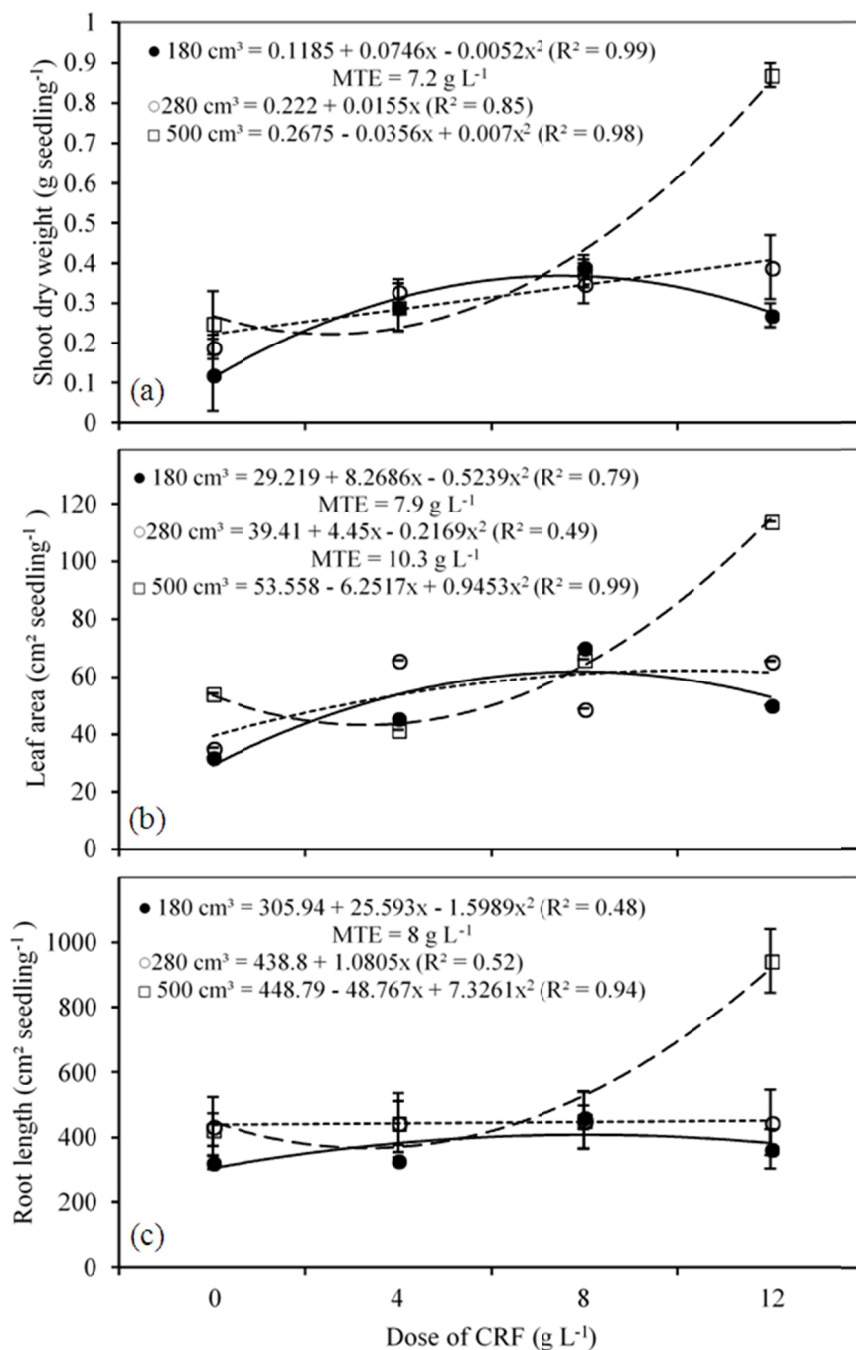 1
0.9
0.8
0.7
0.6
0.5
0.4
0.3
0.2
0.1
0
Shoot dry weight (g seedling⁻¹)
● 180 cm³ = 0.1185 + 0.0746x - 0.0052x² (R² = 0.99)
MTE = 7.2 g L⁻¹
○ 280 cm³ = 0.222 + 0.0155x (R² = 0.85)
□ 500 cm³ = 0.2675 - 0.0356x + 0.007x² (R² = 0.98)
(a)
120
100
80
60
40
20
0
Leaf area (cm² seedling⁻¹)
● 180 cm³ = 29.219 + 8.2686x - 0.5239x² (R² = 0.79)
MTE = 7.9 g L⁻¹
○ 280 cm³ = 39.41 + 4.45x - 0.2169x² (R² = 0.49)
MTE = 10.3 g L⁻¹
□ 500 cm³ = 53.558 - 6.2517x + 0.9453x² (R² = 0.99)
(b)
1000
800
600
400
200
0
Root length (cm² seedling⁻¹)
● 180 cm³ = 305.94 + 25.593x - 1.5989x² (R² = 0.48)
MTE = 8 g L⁻¹
○ 280 cm³ = 438.8 + 1.0805x (R² = 0.52)
□ 500 cm³ = 448.79 - 48.767x + 7.3261x² (R² = 0.94)
(c)
0 4 8 12
Dose of CRF (g L⁻¹)